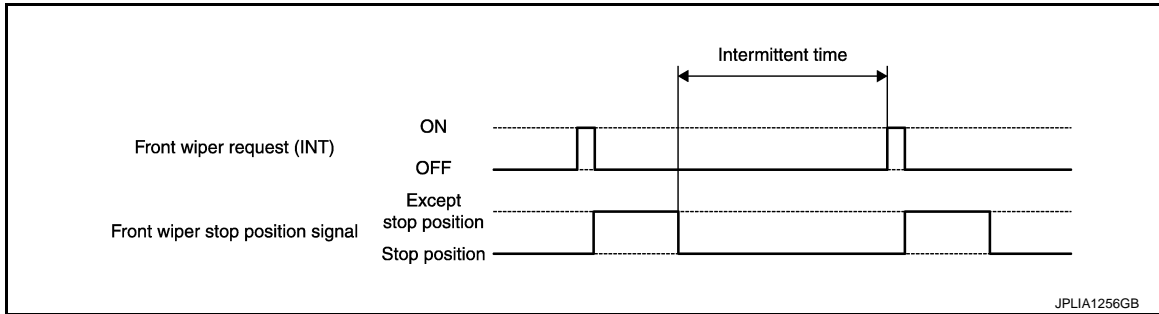 Intermittent time
ON
Front wiper request (INT)
OFF
Except
stop position
Front wiper stop position signal
Stop position
JPLIA1256GB